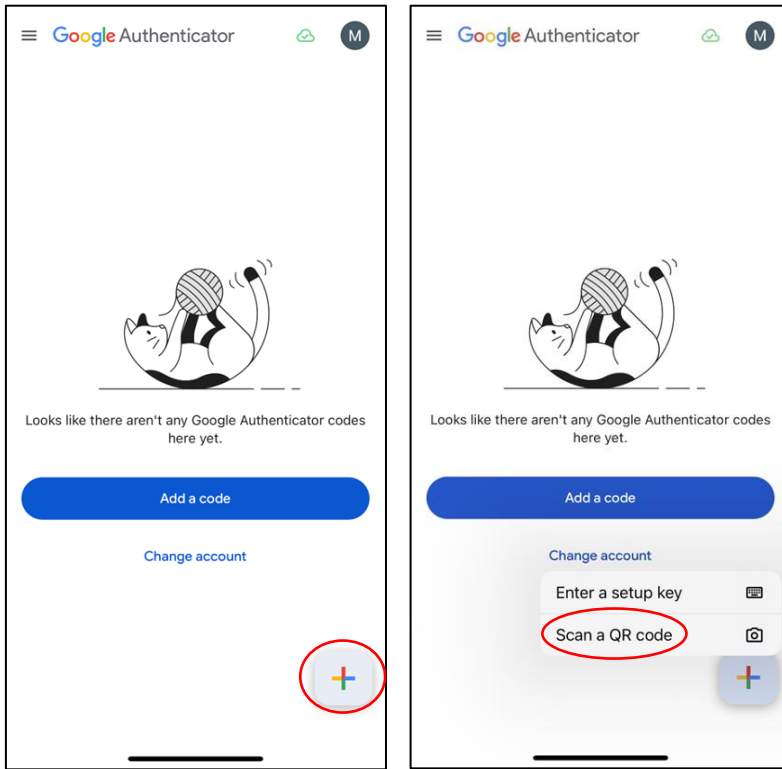 Google Authenticator
M
Looks like there aren't any Google Authenticator codes
here yet.
Add a code
Change account
Google Authenticator
M
Looks like there aren't any Google Authenticator codes
here yet.
Add a code
Change account
Enter a setup key
Scan a QR code